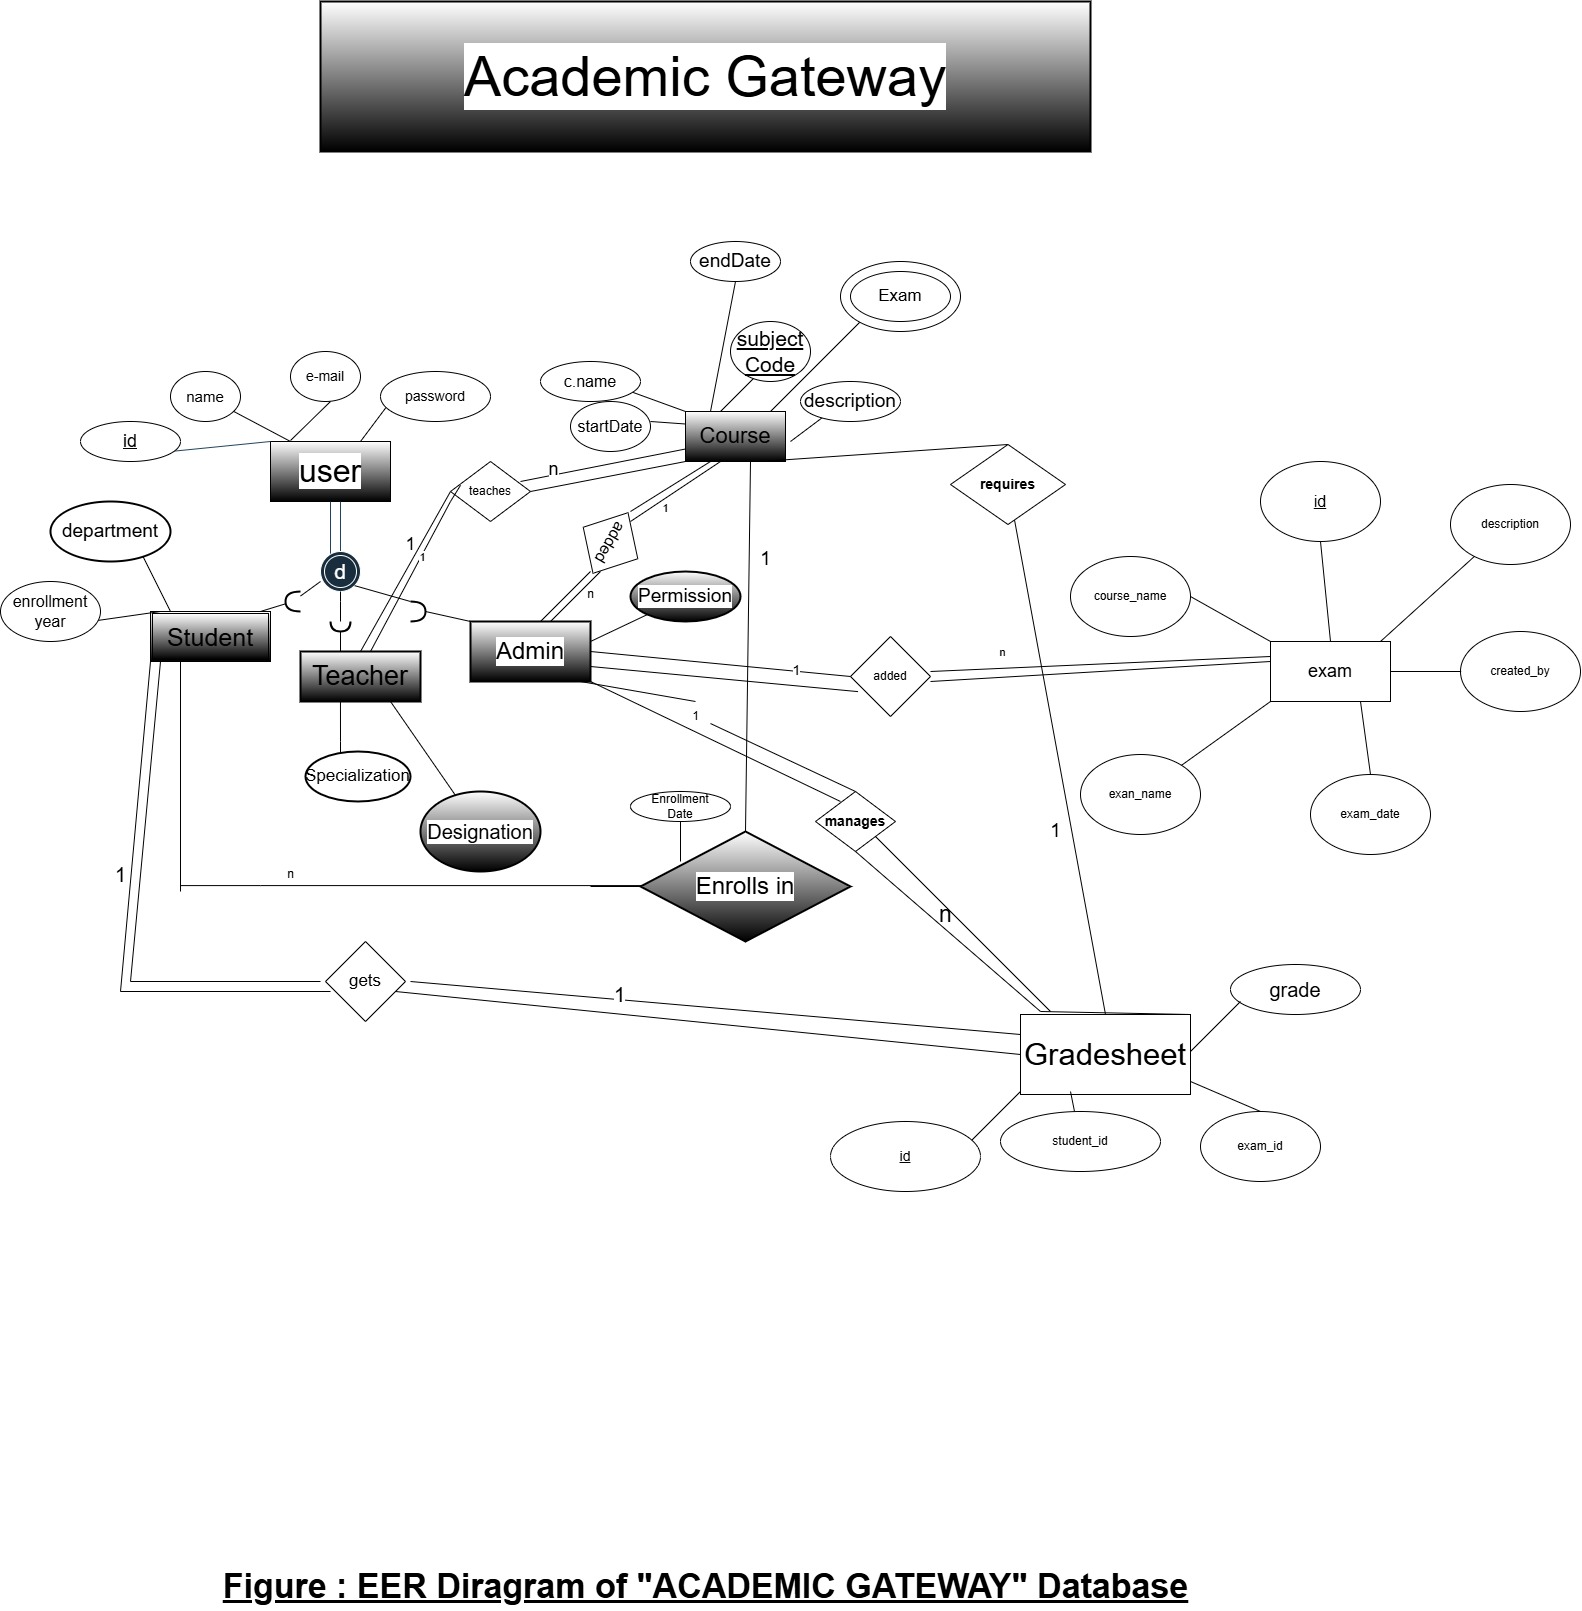 Academic Gateway
endDate
Exam
subject
Code
c.name
description
startDate
Course
name
e-mail
password
id
user
n
teaches
requires
1
added
1
1
n
1
department
d
enrollment
year
Student
Teacher
Admin
Permission
1
added
n
id
description
course_name
exam
created_by
exan_name
exam_date
1
Specialization
Designation
Enrollment
Date
manages
1
1
n
Enrolls in
n
gets
1
grade
Gradesheet
id
student_id
exam_id
Figure : EER Diragram of "ACADEMIC GATEWAY" Database